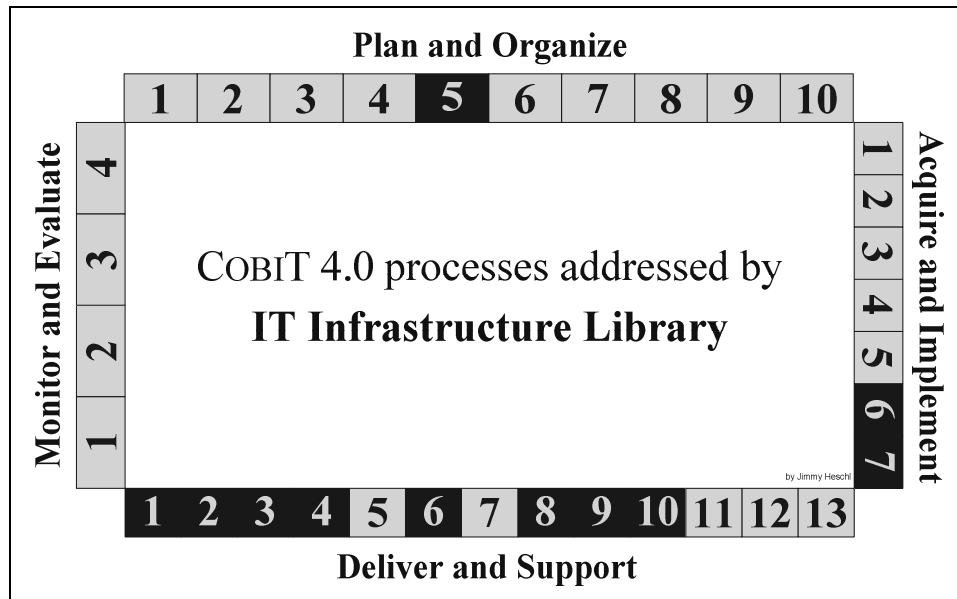 Plan and Organize
1 2 3 4 5 6 7 8 9 10
Monitor and Evaluate
4 3 2 1
COBIT 4.0 processes addressed by
IT Infrastructure Library
1 2 3 4 5 6 7
Acquire and Implement
by Jimmy Heschl
1 2 3 4 5 6 7 8 9 10 11 12 13
Deliver and Support